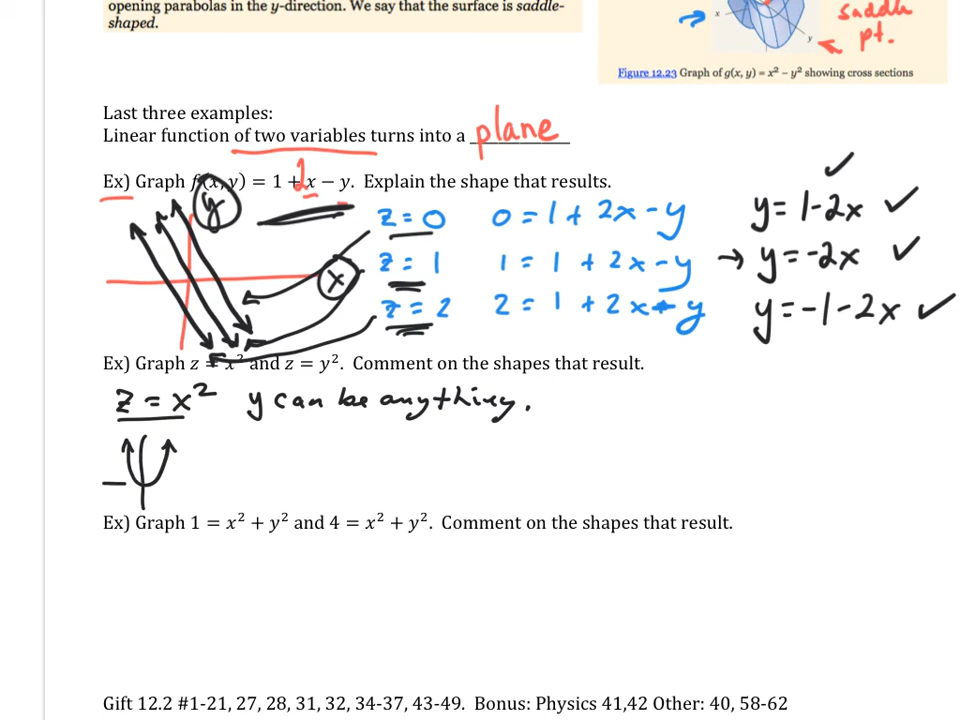 opening parabolas in the y-direction. We say that the surface is saddle-
shaped.
x
y
saddle
pt.
Figure 12.23 Graph of g(x, y) = x² − y² showing cross sections
Last three examples:
Linear function of two variables turns into a plane
Ex) Graph f(x, y) = 1 + 2x − y. Explain the shape that results.
y
x
z = 0 0 = 1 + 2x - y y = 1 - 2x
z = 1 1 = 1 + 2x - y → y = -2x
z = 2 2 = 1 + 2x - y y = -1 - 2x
Ex) Graph z = x² and z = y². Comment on the shapes that result.
z = x² y can be anything.
Ex) Graph 1 = x² + y² and 4 = x² + y². Comment on the shapes that result.
Gift 12.2 #1-21, 27, 28, 31, 32, 34-37, 43-49. Bonus: Physics 41,42 Other: 40, 58-62